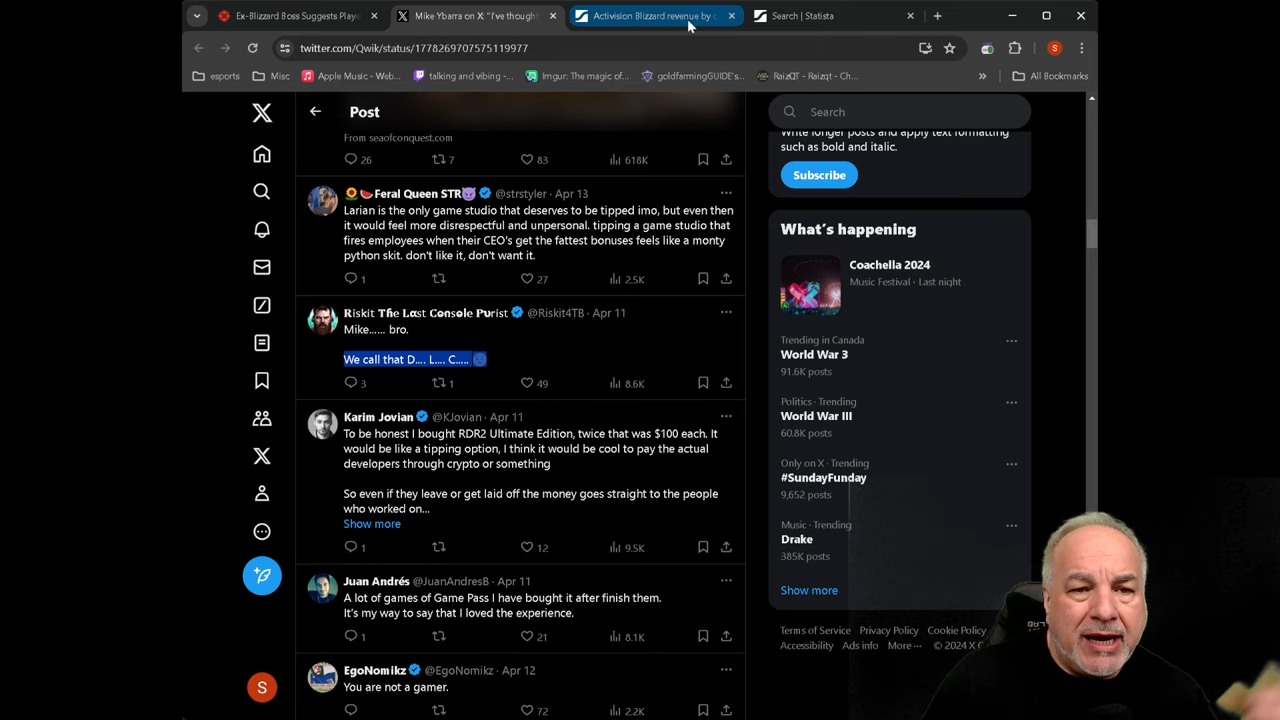 Ex-Blizzard Boss Suggests Playe
Mike Ybarra on X: "I've though
Activision Blizzard revenue by
Search | Statista
twitter.com/Qwik/status/1778269707575119977
S
esports
Misc
Apple Music - Web...
talking and vibing -...
Imgur: The magic of...
goldfarmingGUIDE's...
RaizQT - Raizqt - Ch...
All Bookmarks
Post
Search
From seaofconquest.com
26
7
83
618K
Write longer posts and apply text formatting
such as bold and italic.
Subscribe
Feral Queen STR @strstyler · Apr 13
Larian is the only game studio that deserves to be tipped imo, but even then
it would feel more disrespectful and unpersonal. tipping a game studio that
fires employees when their CEO's get the fattest bonuses feels like a monty
python skit. don't like it, don't want it.
1
27
2.5K
Riskit Tɦe Lαst Cσnsσle Pυrist @Riskit4TB · Apr 11
Mike...... bro.
We call that D.... L.... C.....
3
1
49
8.6K
Karim Jovian @KJovian · Apr 11
To be honest I bought RDR2 Ultimate Edition, twice that was $100 each. It
would be like a tipping option, I think it would be cool to pay the actual
developers through crypto or something
So even if they leave or get laid off the money goes straight to the people
who worked on...
Show more
1
12
9.5K
Juan Andrés @JuanAndresB · Apr 11
A lot of games of Game Pass I have bought it after finish them.
It's my way to say that I loved the experience.
1
21
8.1K
EgoNomikz @EgoNomikz · Apr 12
You are not a gamer.
72
2.2K
S
What's happening
Coachella 2024
Music Festival · Last night
Trending in Canada
World War 3
91.6K posts
Politics · Trending
World War III
60.8K posts
Only on X · Trending
#SundayFunday
9,652 posts
Music · Trending
Drake
385K posts
Show more
Terms of Service Privacy Policy Cookie Policy
Accessibility Ads info More ··· © 2024 X